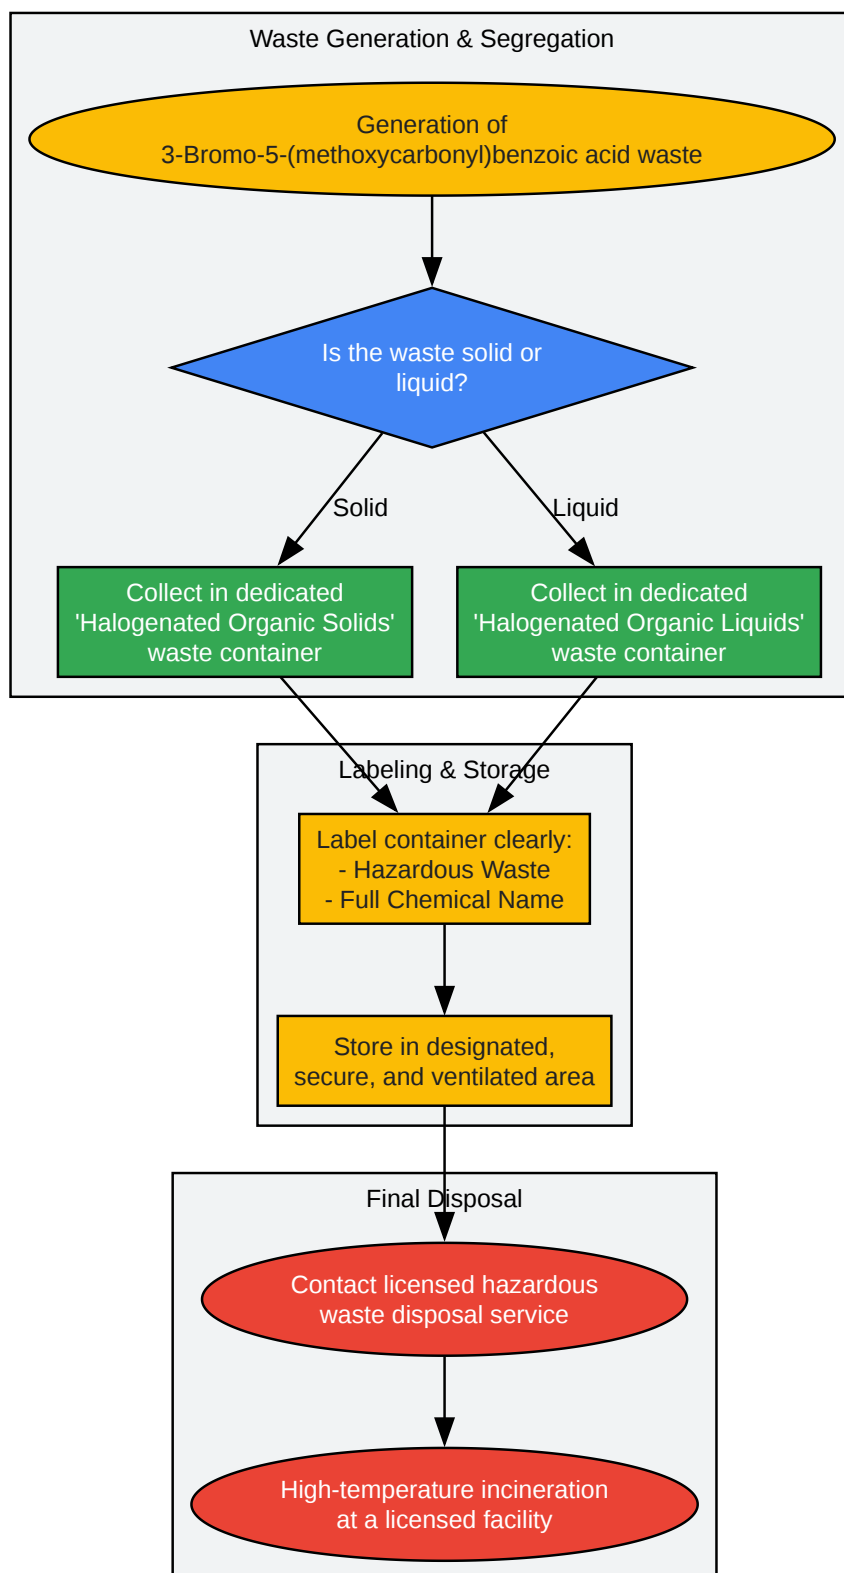 Waste Generation & Segregation
Generation of
3-Bromo-5-(methoxycarbonyl)benzoic acid waste
Is the waste solid or
liquid?
Solid
Liquid
Collect in dedicated
'Halogenated Organic Solids'
waste container
Collect in dedicated
'Halogenated Organic Liquids'
waste container
Labeling & Storage
Label container clearly:
- Hazardous Waste
- Full Chemical Name
Store in designated,
secure, and ventilated area
Final Disposal
Contact licensed hazardous
waste disposal service
High-temperature incineration
at a licensed facility